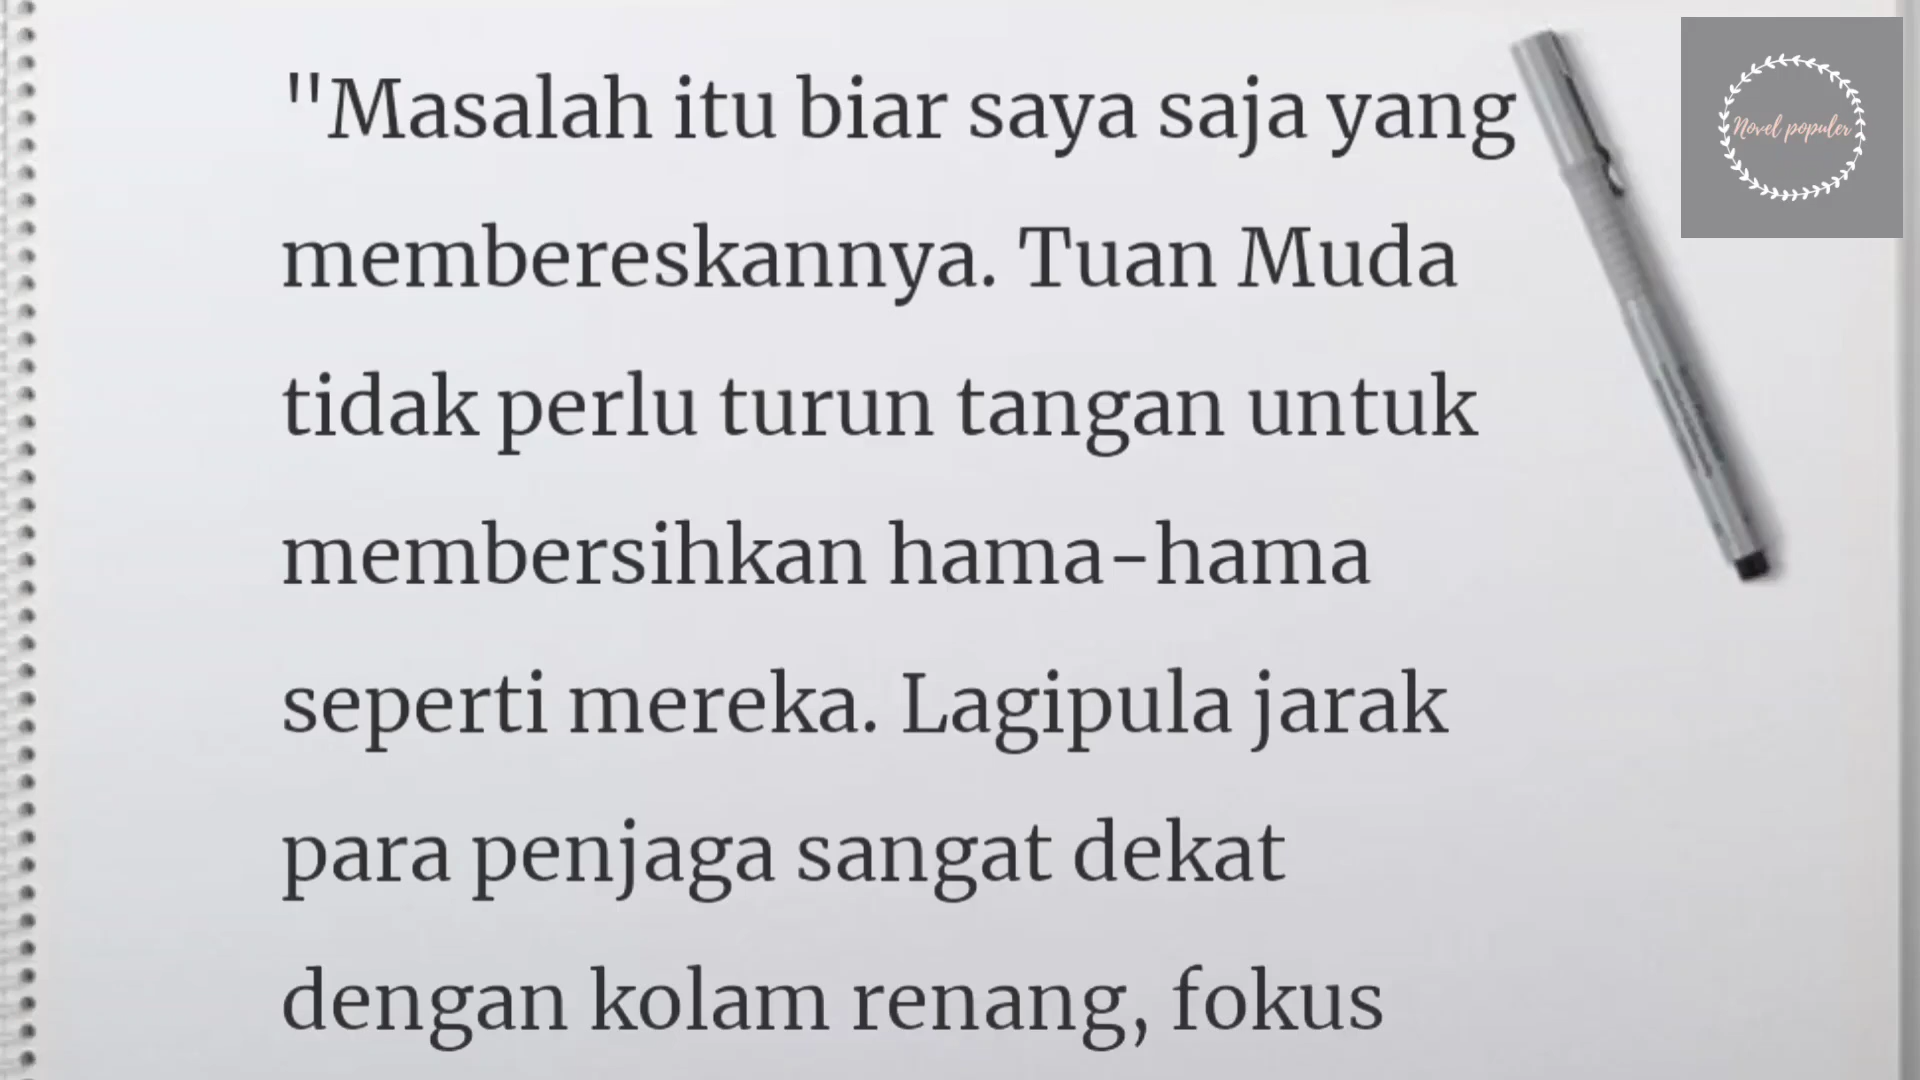 "Masalah itu biar saya saja yang
membereskannya. Tuan Muda
tidak perlu turun tangan untuk
membersihkan hama-hama
seperti mereka. Lagipula jarak
para penjaga sangat dekat
dengan kolam renang, fokus
Novel populer